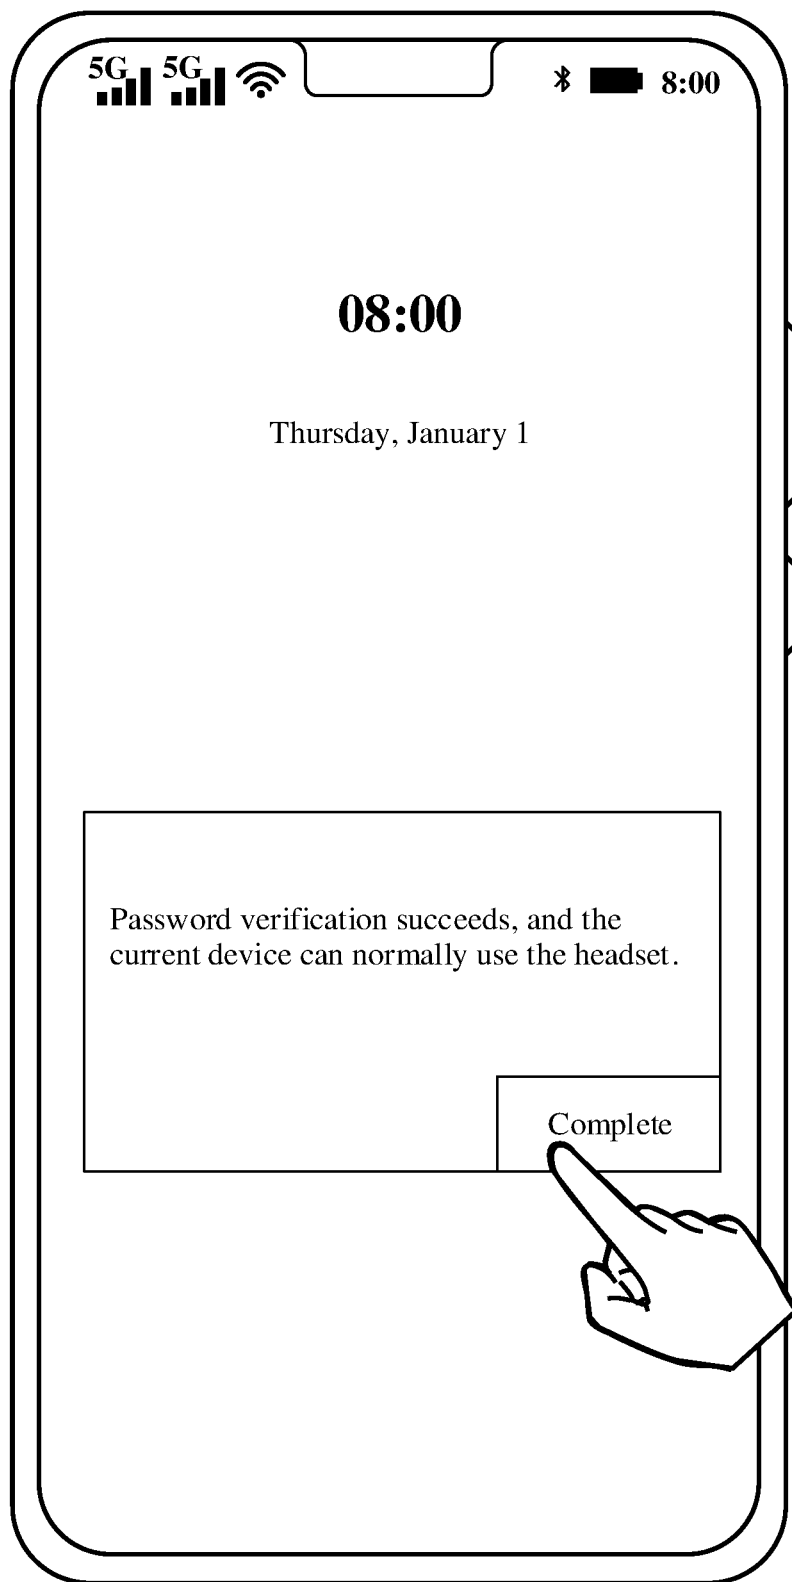 5G 5G 8:00
08:00
Thursday, January 1
Password verification succeeds, and the
current device can normally use the headset.
Complete